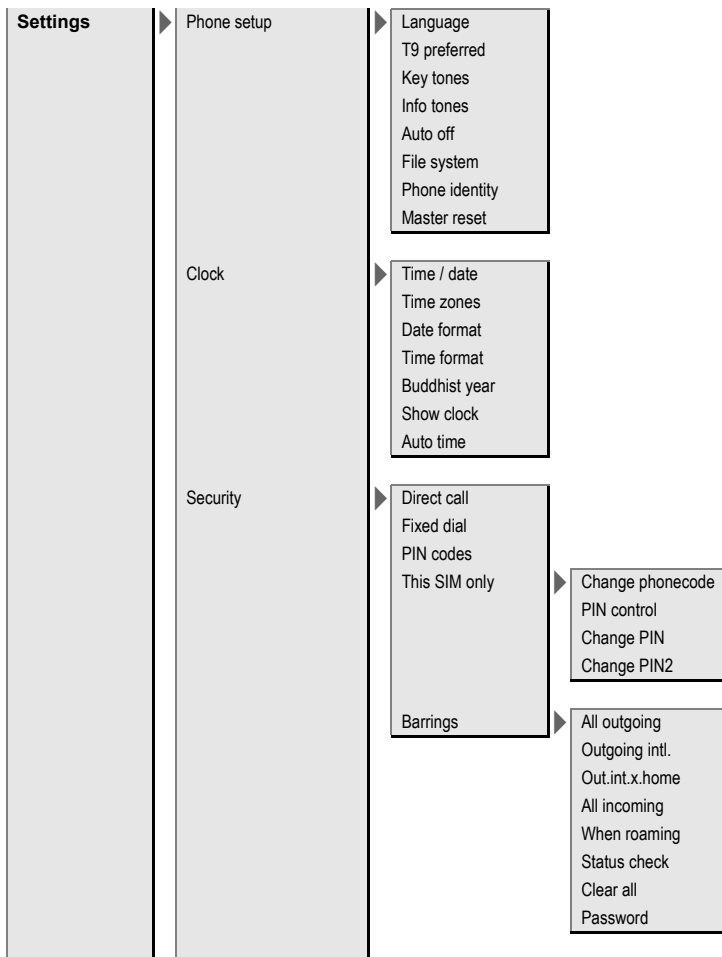 Settings
Phone setup
Language
T9 preferred
Key tones
Info tones
Auto off
File system
Phone identity
Master reset
Clock
Time / date
Time zones
Date format
Time format
Buddhist year
Show clock
Auto time
Security
Direct call
Fixed dial
PIN codes
This SIM only
Change phonecode
PIN control
Change PIN
Change PIN2
Barrings
All outgoing
Outgoing intl.
Out.int.x.home
All incoming
When roaming
Status check
Clear all
Password